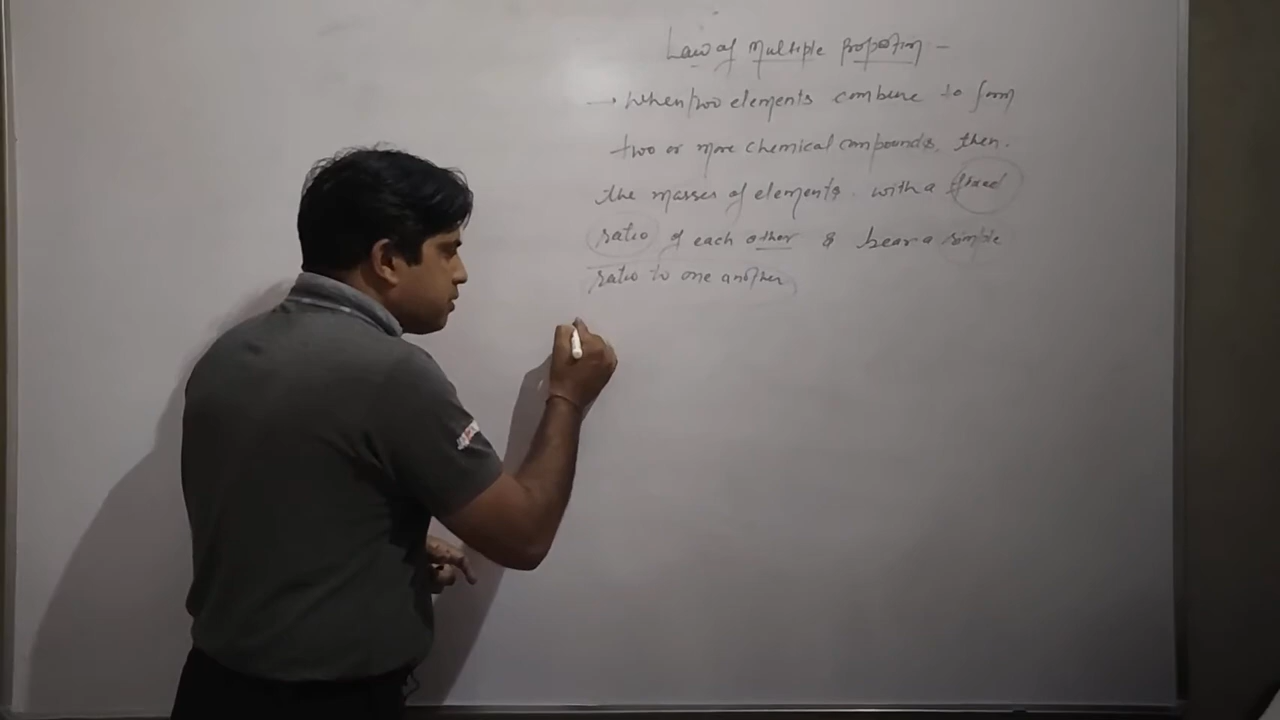 Law of Multiple Proportion -
→ When two elements combine to form
two or more chemical compounds, then.
the masses of elements. with a fixed
ratio of each other & bear a simple
ratio to one another